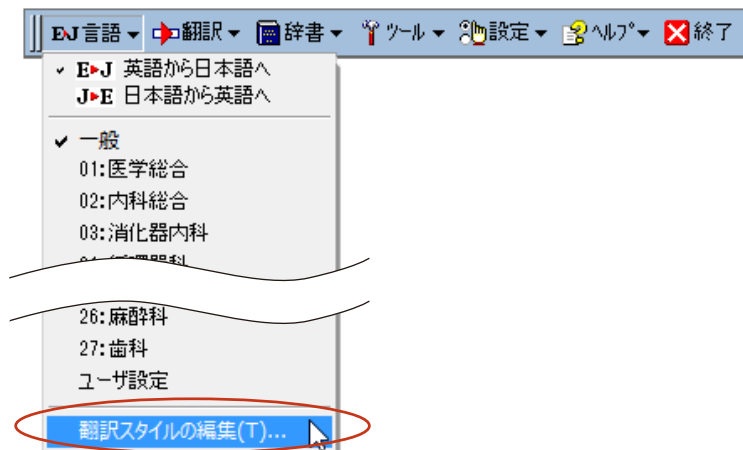 EJ 言語 翻訳 辞書 ツール 設定 ヘルプ 終了
E▸J 英語から日本語へ
J▸E 日本語から英語へ
一般
01:医学総合
02:内科総合
03:消化器内科
26:麻酔科
27:歯科
ユーザ設定
翻訳スタイルの編集(T)...